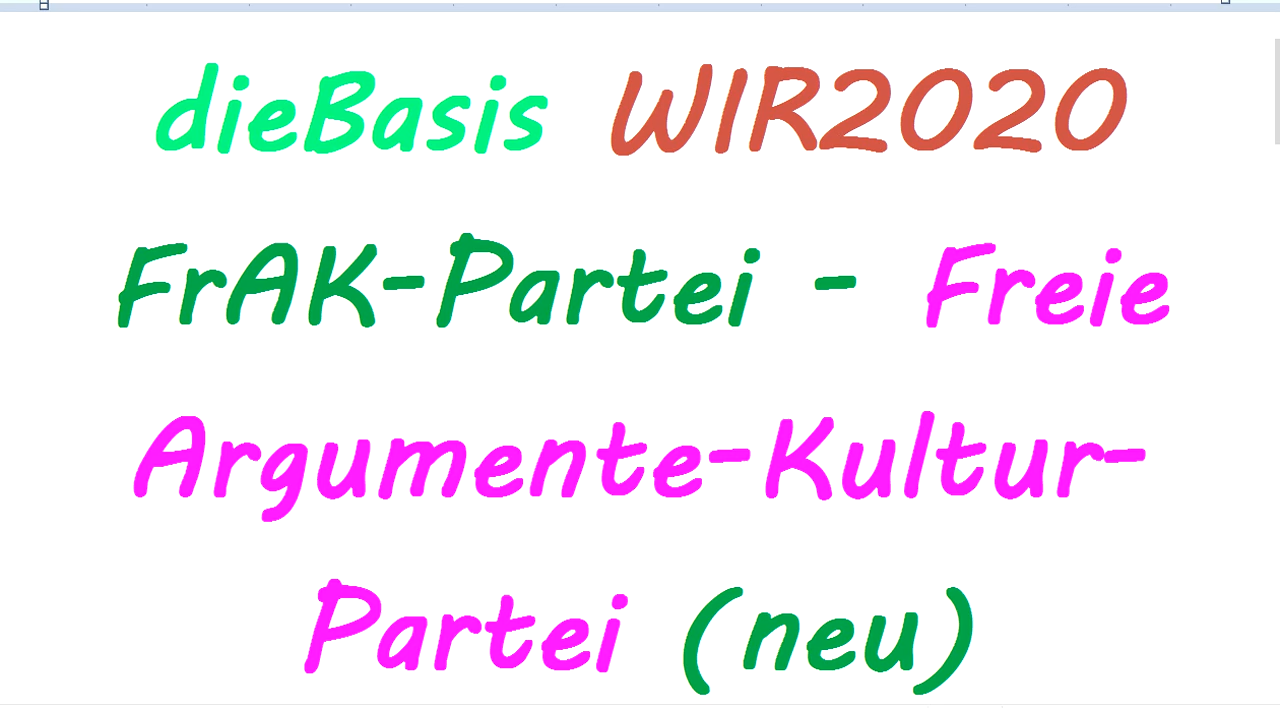 dieBasis WIR2020
FrAK-Partei - Freie
Argumente-Kultur-
Partei (neu)